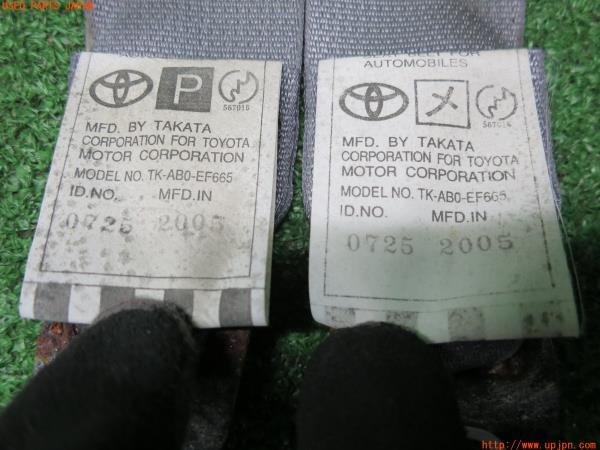 USED PARTS JAPAN
P
567015
MFD. BY TAKATA
CORPORATION FOR TOYOTA
MOTOR CORPORATION
MODEL NO. TK-AB0-EF665
ID.NO. MFD.IN
0725 2005
AUTOMOBILES
メ
MFD. BY TAKATA
CORPORATION FOR TOYOTA
MOTOR CORPORATION
MODEL NO. TK-AB0-EF665
ID.NO. MFD.IN
0725 2005
http://www.upjpn.com/